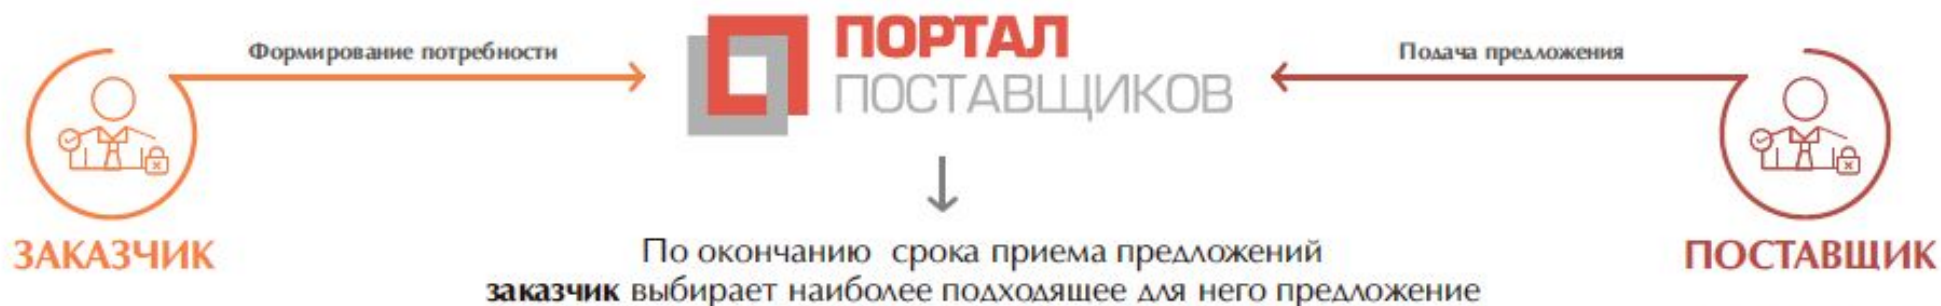 Формирование потребности
ПОРТАЛ
ПОСТАВЩИКОВ
Подача предложения
ЗАКАЗЧИК
ПОСТАВЩИК
По окончанию срока приема предложений
заказчик выбирает наиболее подходящее для него предложение